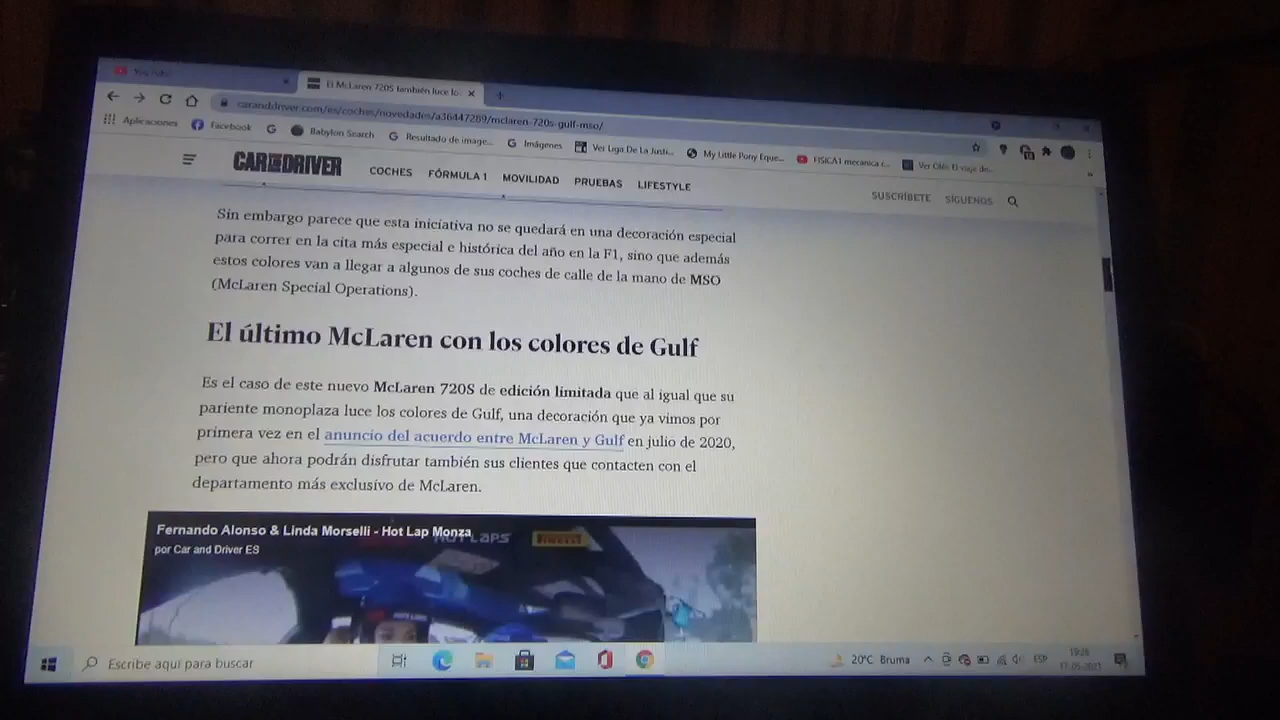 YouTube
El McLaren 720S también luce lo
caranddriver.com/es/coches/novedades/a36447289/mclaren-720s-gulf-mso/
Aplicaciones Facebook Babylon Search Resultado de image... Imágenes Ver Liga De La Justi... My Little Pony Eque... FISICA1 mecanica (...
CAR AND DRIVER COCHES FÓRMULA 1 MOVILIDAD PRUEBAS LIFESTYLE SUSCRÍBETE SÍGUENOS
Sin embargo parece que esta iniciativa no se quedará en una decoración especial
para correr en la cita más especial e histórica del año en la F1, sino que además
estos colores van a llegar a algunos de sus coches de calle de la mano de MSO
(McLaren Special Operations).
El último McLaren con los colores de Gulf
Es el caso de este nuevo McLaren 720S de edición limitada que al igual que su
pariente monoplaza luce los colores de Gulf, una decoración que ya vimos por
primera vez en el anuncio del acuerdo entre McLaren y Gulf en julio de 2020,
pero que ahora podrán disfrutar también sus clientes que contacten con el
departamento más exclusivo de McLaren.
Fernando Alonso & Linda Morselli - Hot Lap Monza
por Car and Driver ES
HOT LAPS
PIRELLI
Escribe aquí para buscar
20°C Bruma
ESP